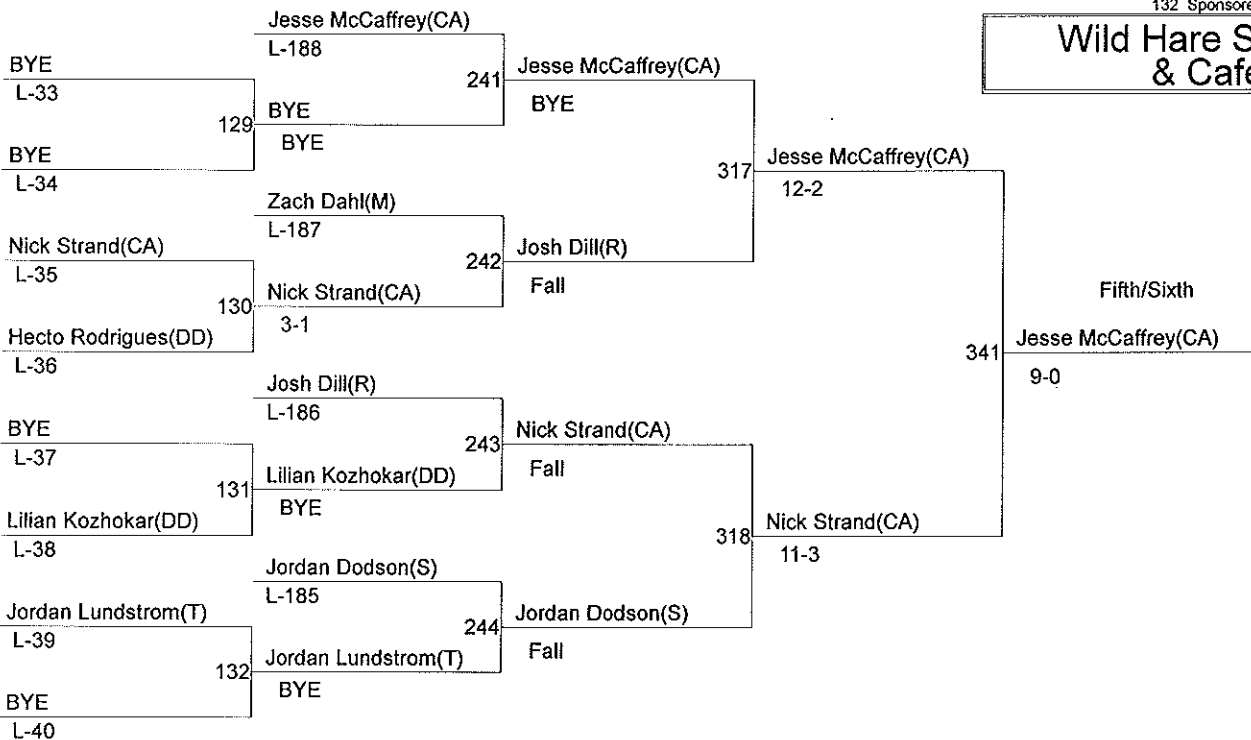 132 Sponsore
Wild Hare S
& Cafe
Jesse McCaffrey(CA)
L-188
BYE
L-33
241
Jesse McCaffrey(CA)
BYE
129
BYE
BYE
BYE
L-34
317
Jesse McCaffrey(CA)
12-2
Zach Dahl(M)
L-187
Nick Strand(CA)
L-35
242
Josh Dill(R)
Fall
130
Nick Strand(CA)
3-1
Hecto Rodrigues(DD)
L-36
Fifth/Sixth
341
Jesse McCaffrey(CA)
9-0
Josh Dill(R)
L-186
BYE
L-37
243
Nick Strand(CA)
Fall
131
Lilian Kozhokar(DD)
BYE
Lilian Kozhokar(DD)
L-38
318
Nick Strand(CA)
11-3
Jordan Dodson(S)
L-185
Jordan Lundstrom(T)
L-39
244
Jordan Dodson(S)
Fall
132
Jordan Lundstrom(T)
BYE
BYE
L-40